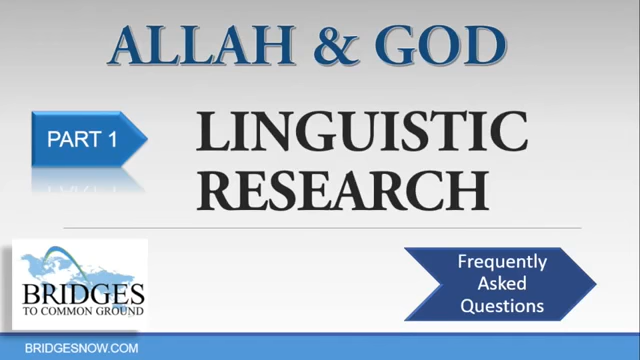 ALLAH & GOD
PART 1
LINGUISTIC
RESEARCH
BRIDGES
TO COMMON GROUND
Frequently
Asked
Questions
BRIDGESNOW.COM